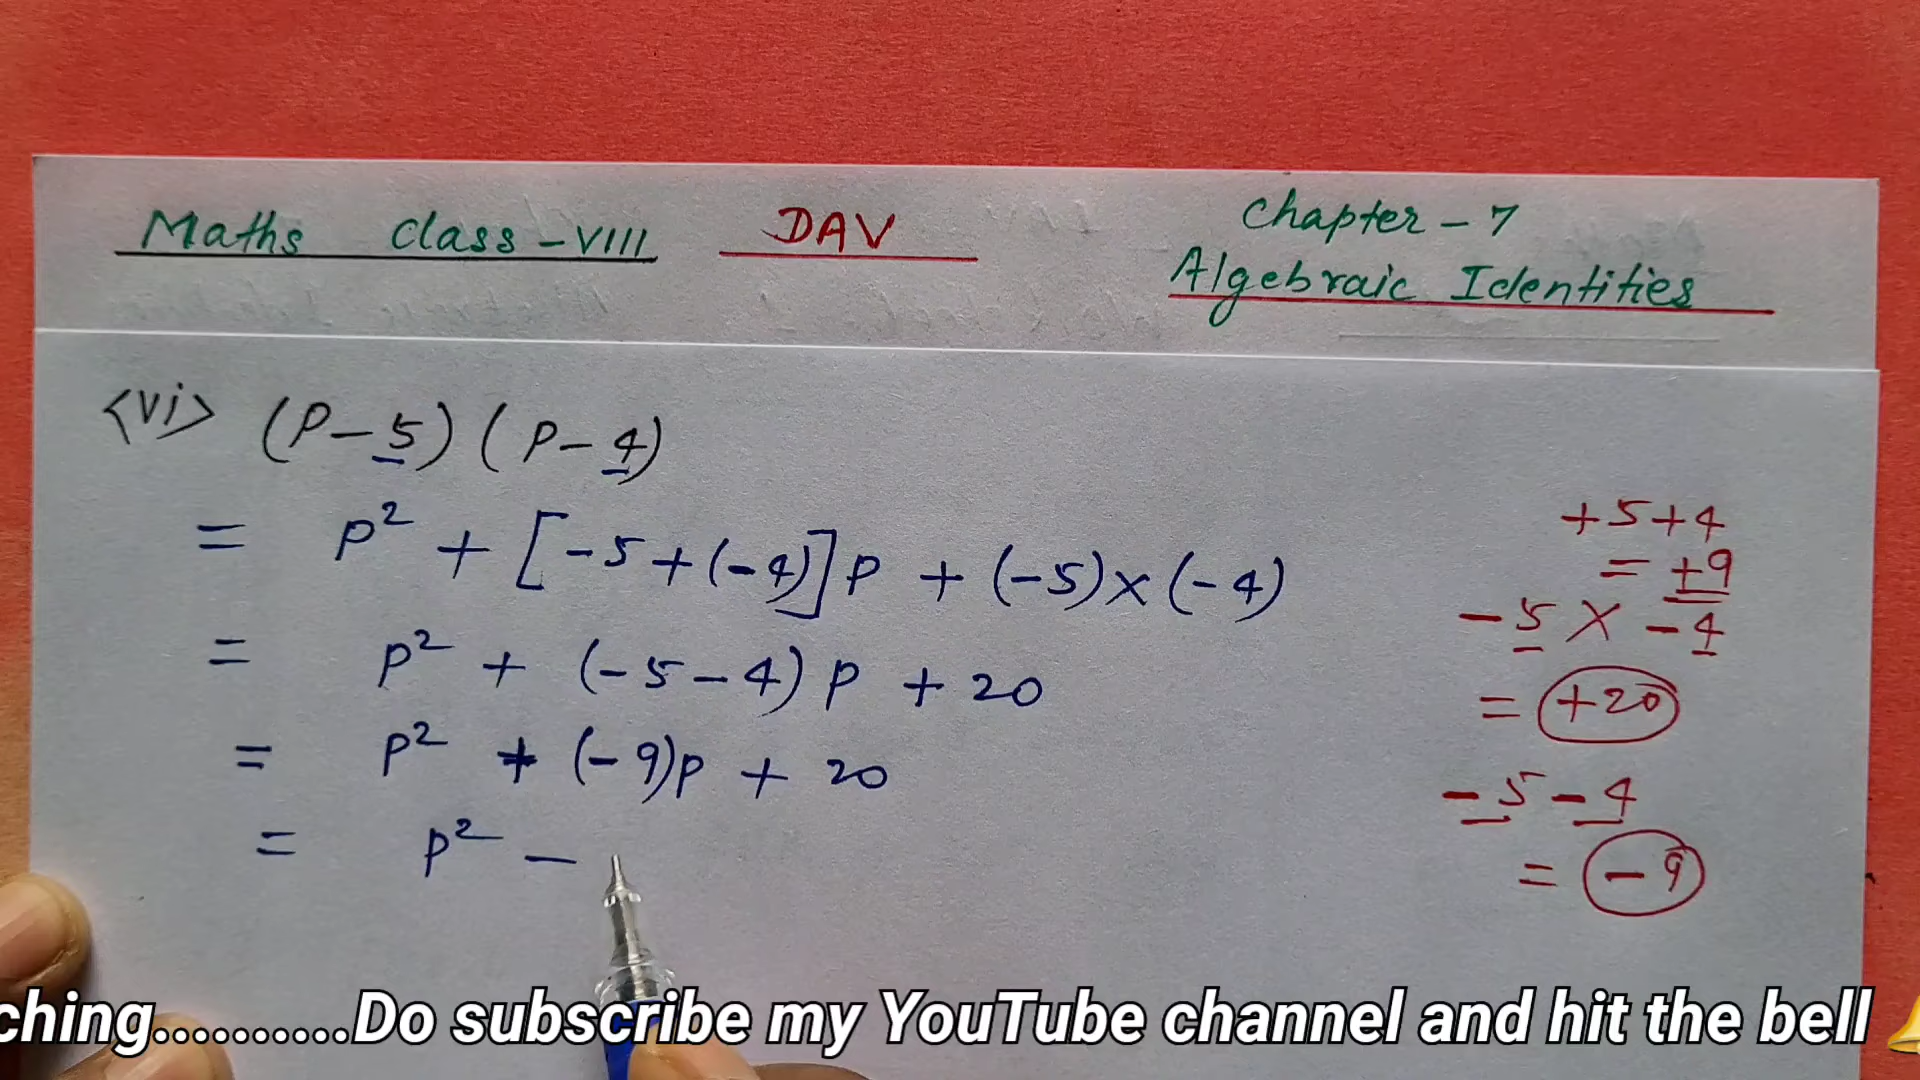 Maths Class-VIII DAV Chapter-7
Algebraic Identities
<vi> (P-5)(P-4)
= P² + [-5+(-4)]P + (-5)×(-4)
= P² + (-5-4)P + 20
= P² + (-9)P + 20
= P² -
+5+4
= +9
-5 × -4
= +20
-5-4
= -9
ching..........Do subscribe my YouTube channel and hit the bell 🔔